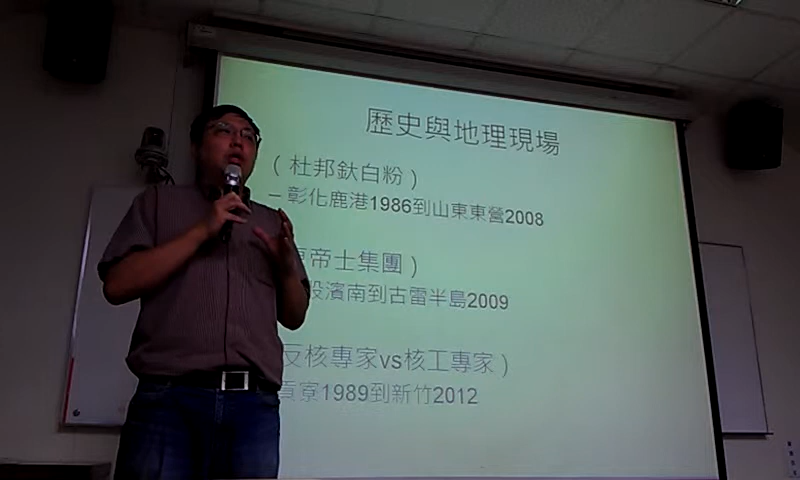 歷史與地理現場
（杜邦鈦白粉）
– 彰化鹿港1986到山東東營2008
帝士集團）
濱南到古雷半島2009
反核專家vs核工專家）
貢寮1989到新竹2012